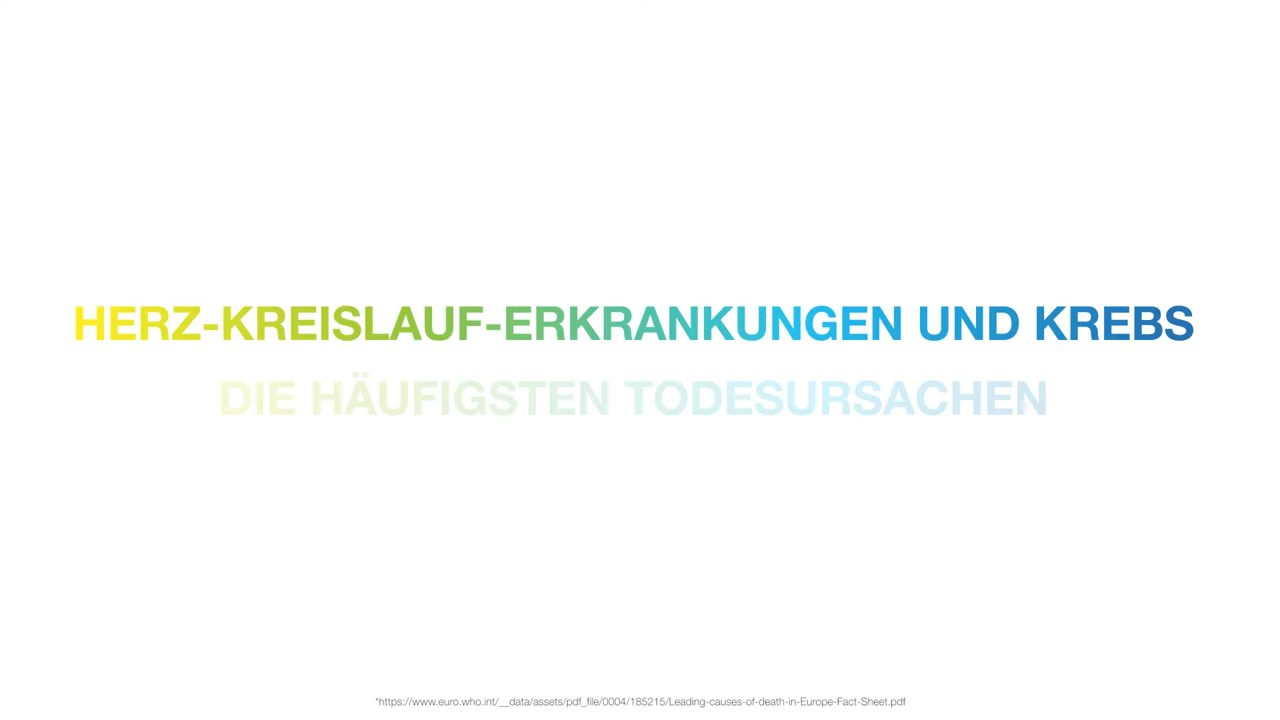 HERZ-KREISLAUF-ERKRANKUNGEN UND KREBS
DIE HÄUFIGSTEN TODESURSACHEN
*https://www.euro.who.int/__data/assets/pdf_file/0004/185215/Leading-causes-of-death-in-Europe-Fact-Sheet.pdf